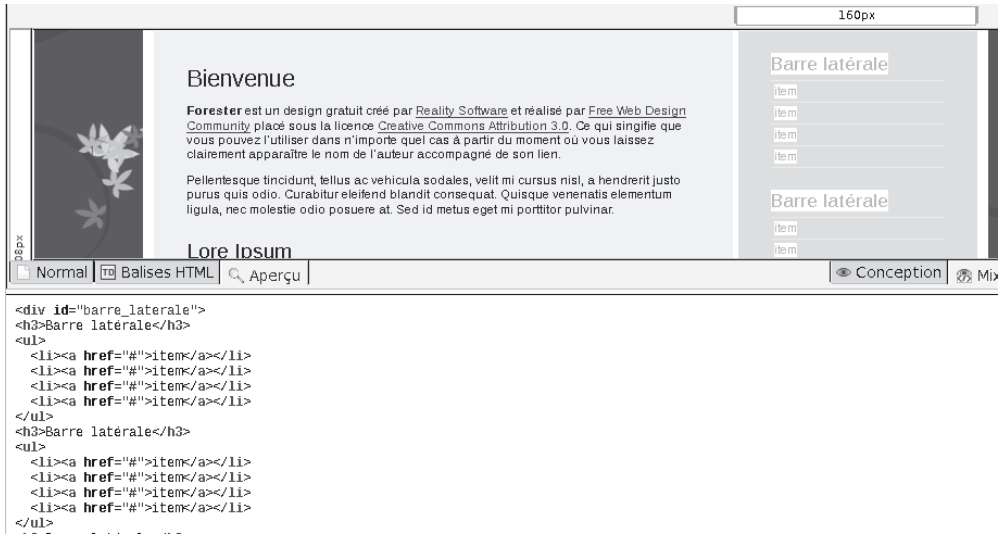 160px
Bienvenue
Forester est un design gratuit créé par Reality Software et réalisé par Free Web Design
Community placé sous la licence Creative Commons Attribution 3.0. Ce qui singifie que
vous pouvez l'utiliser dans n'importe quel cas à partir du moment où vous laissez
clairement apparaître le nom de l'auteur accompagné de son lien.
Pellentesque tincidunt, tellus ac vehicula sodales, velit mi cursus nisl, a hendrerit justo
purus quis odio. Curabitur eleifend blandit consequat. Quisque venenatis elementum
ligula, nec molestie odio posuere at. Sed id metus eget mi porttitor pulvinar.
Lore Ipsum
Barre latérale
item
item
item
item
Barre latérale
item
item
item
08px
Normal
Balises HTML
Aperçu
Conception
Mix
<div id="barre_laterale">
<h3>Barre latérale</h3>
<ul>
<li><a href="#">item</a></li>
<li><a href="#">item</a></li>
<li><a href="#">item</a></li>
<li><a href="#">item</a></li>
</ul>
<h3>Barre latérale</h3>
<ul>
<li><a href="#">item</a></li>
<li><a href="#">item</a></li>
<li><a href="#">item</a></li>
<li><a href="#">item</a></li>
</ul>